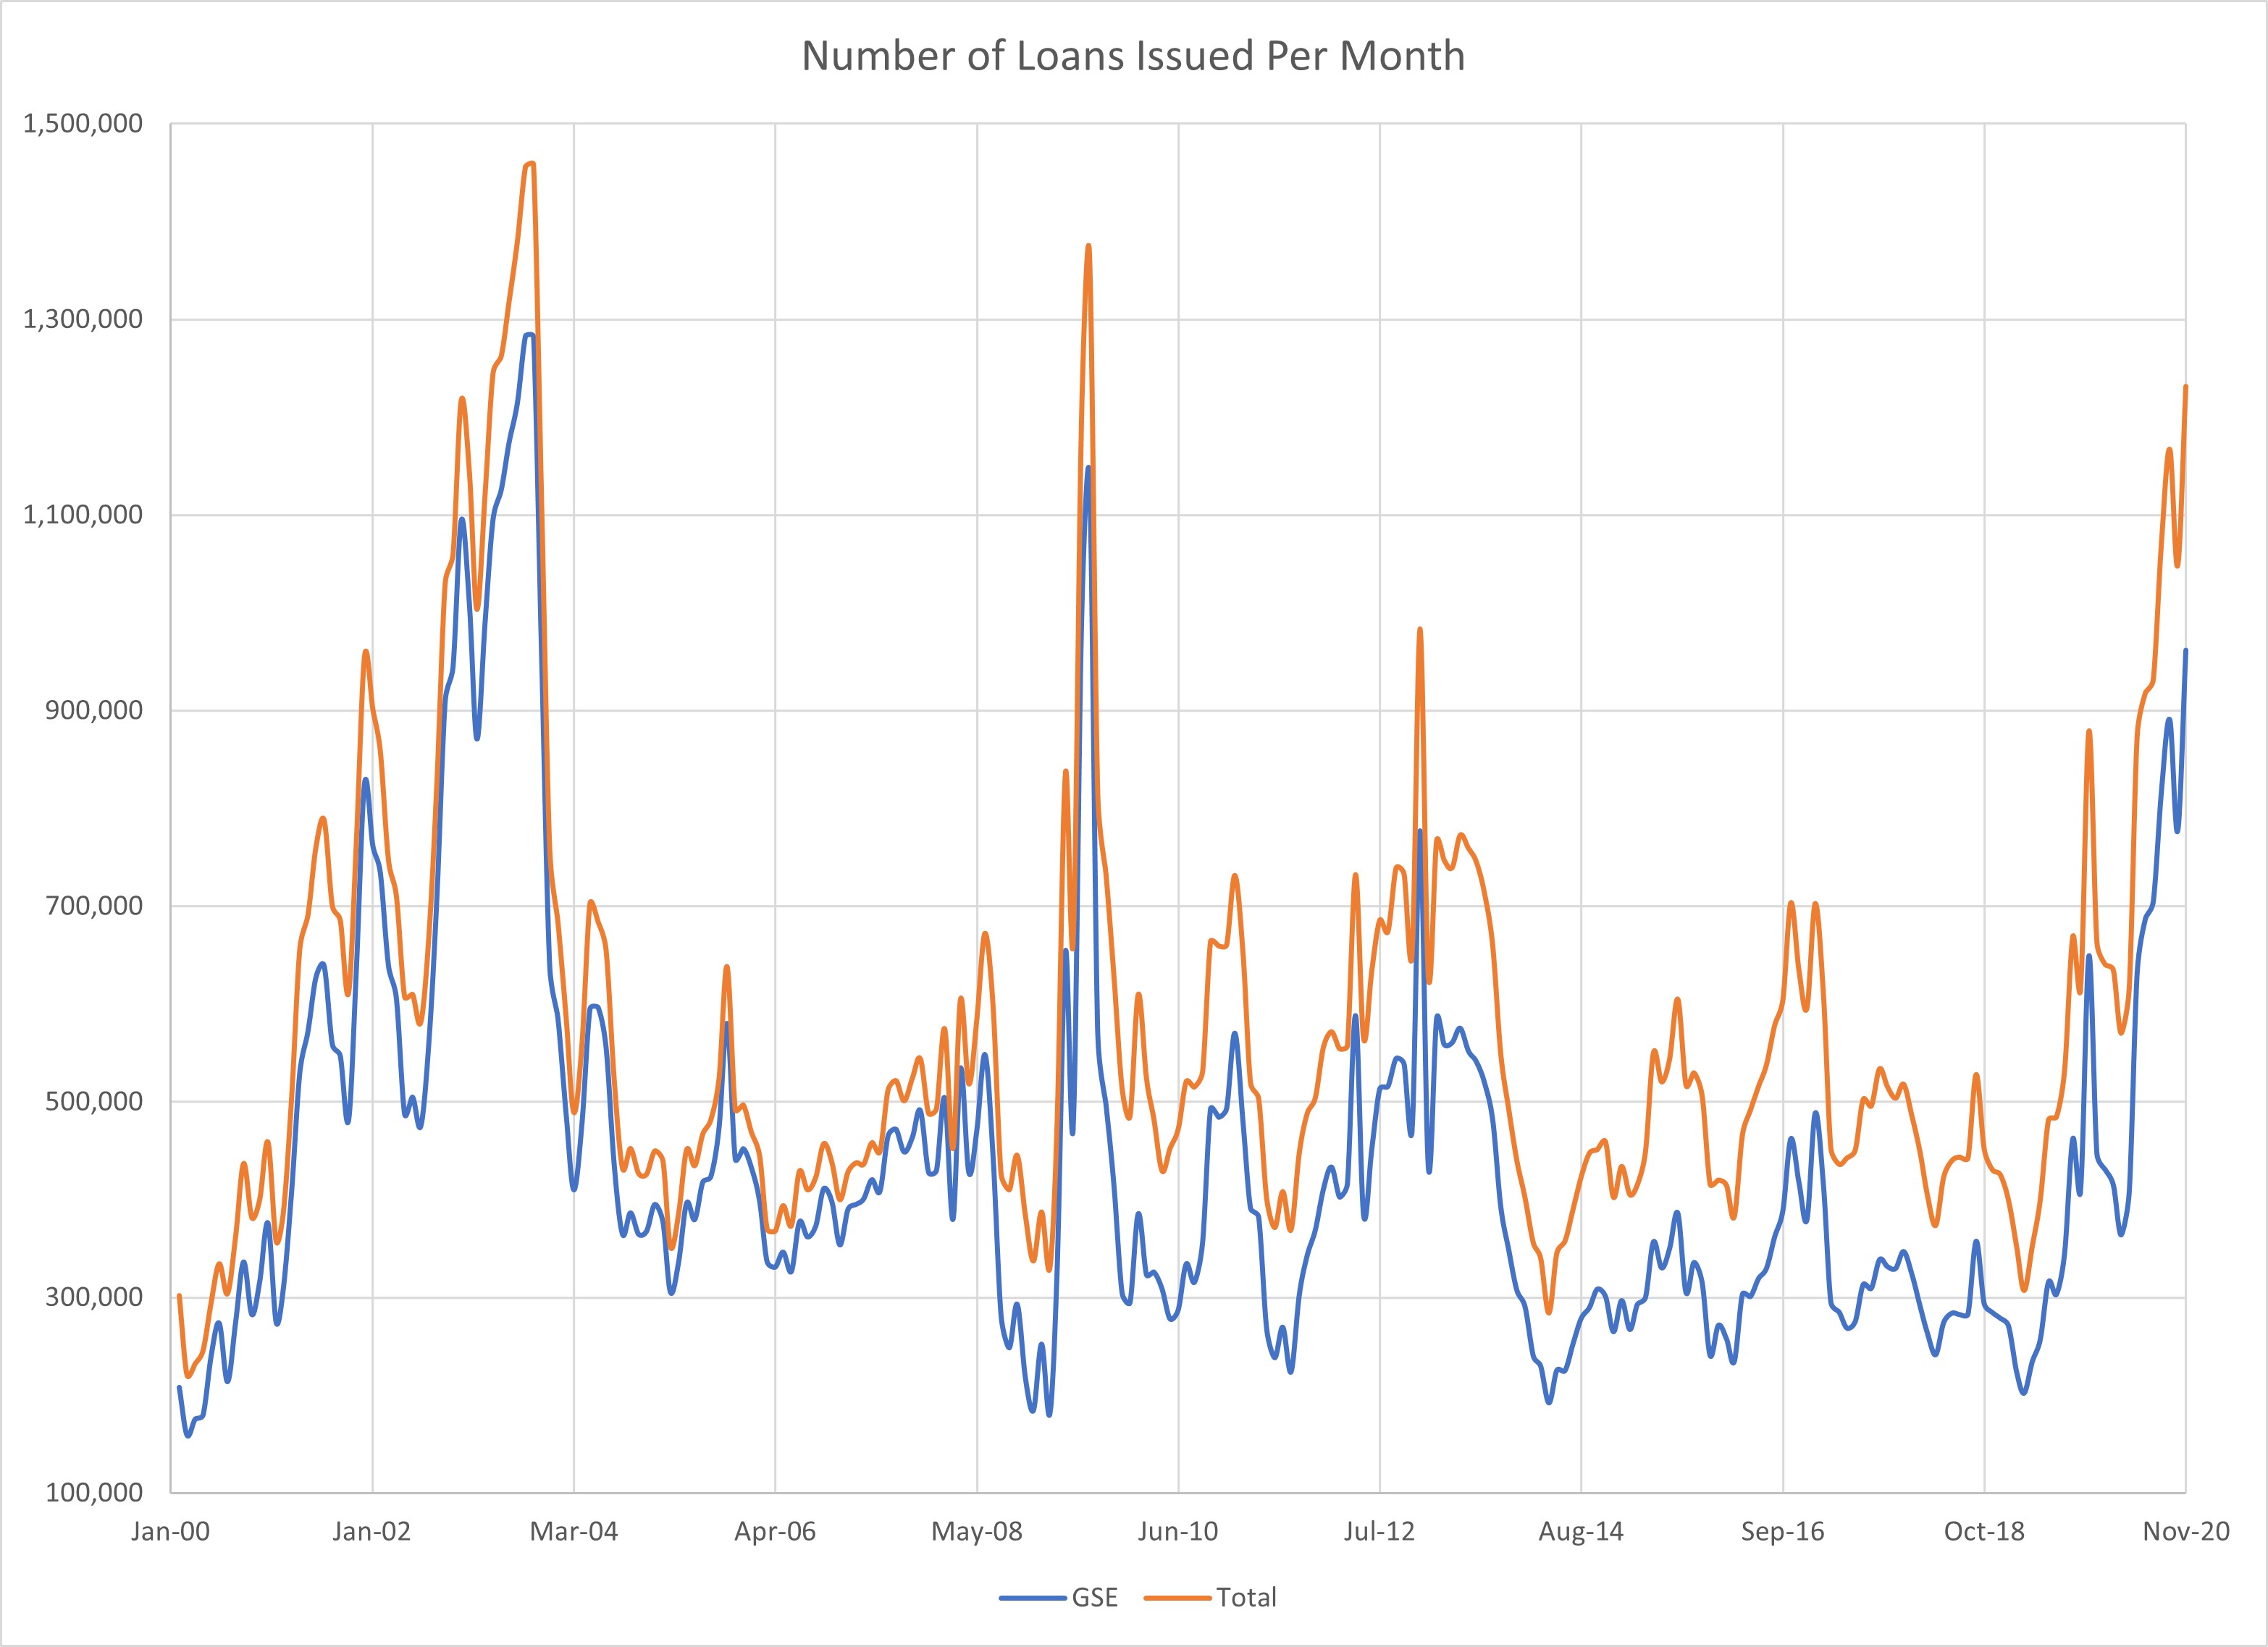 Number of Loans Issued Per Month
1,500,000
1,300,000
1,100,000
900,000
700,000
500,000
300,000
100,000
Jan-00 Jan-02 Mar-04 Apr-06 May-08 Jun-10 Jul-12 Aug-14 Sep-16 Oct-18 Nov-20
GSE Total